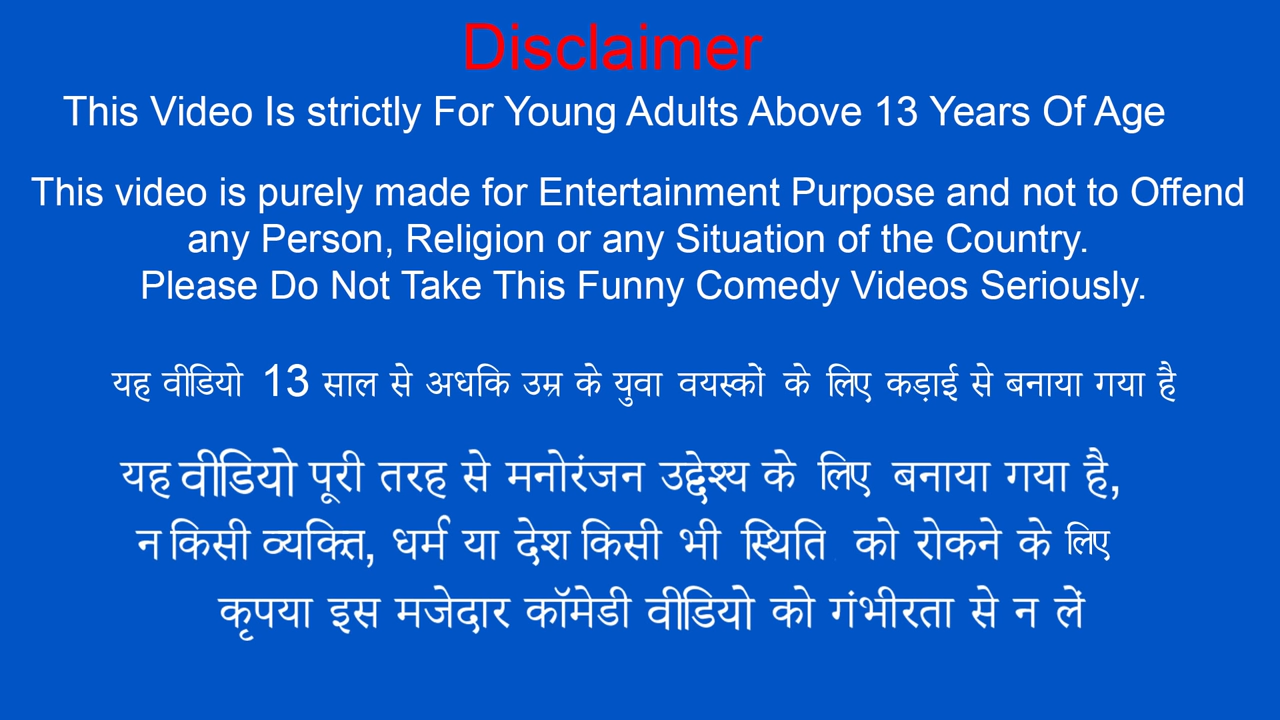 Disclaimer
This Video Is strictly For Young Adults Above 13 Years Of Age
This video is purely made for Entertainment Purpose and not to Offend
any Person, Religion or any Situation of the Country.
Please Do Not Take This Funny Comedy Videos Seriously.
यह वीडियो 13 साल से अधकि उम्र के युवा वयस्कों के लिए कड़ाई से बनाया गया है
यह वीडियो पूरी तरह से मनोरंजन उद्देश्य के लिए बनाया गया है,
न किसी व्यक्ति, धर्म या देश किसी भी स्थिति को रोकने के लिए
कृपया इस मजेदार कॉमेडी वीडियो को गंभीरता से न लें